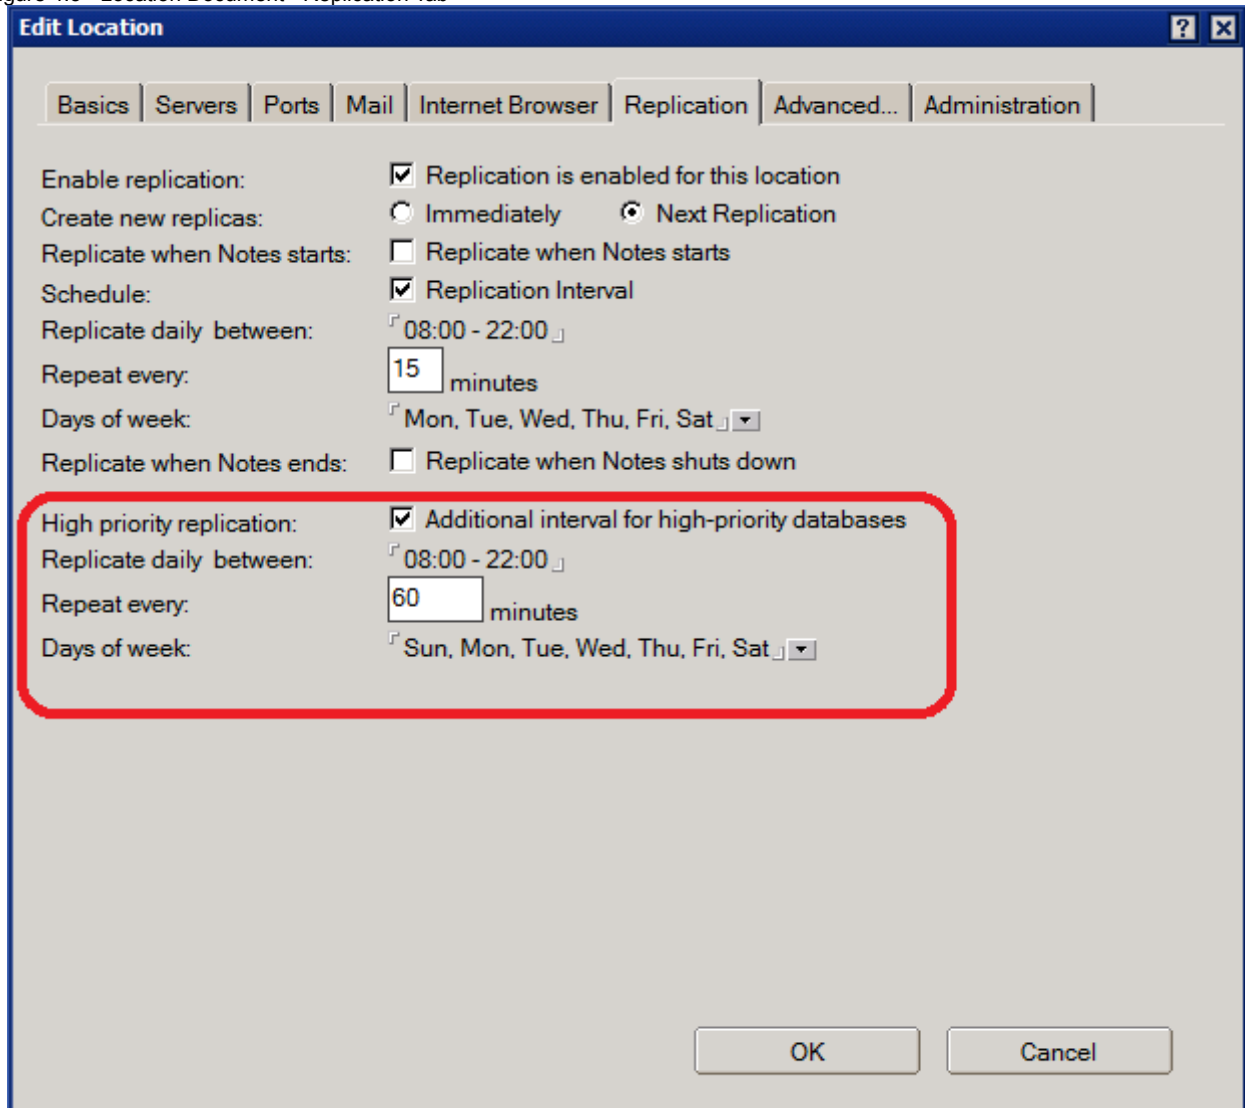 Location Document - Replication Tab
Edit Location
Basics Servers Ports Mail Internet Browser Replication Advanced... Administration
Enable replication: Replication is enabled for this location
Create new replicas: Immediately Next Replication
Replicate when Notes starts: Replicate when Notes starts
Schedule: Replication Interval
Replicate daily between: 08:00 - 22:00
Repeat every: 15 minutes
Days of week: Mon, Tue, Wed, Thu, Fri, Sat
Replicate when Notes ends: Replicate when Notes shuts down
High priority replication: Additional interval for high-priority databases
Replicate daily between: 08:00 - 22:00
Repeat every: 60 minutes
Days of week: Sun, Mon, Tue, Wed, Thu, Fri, Sat
OK Cancel